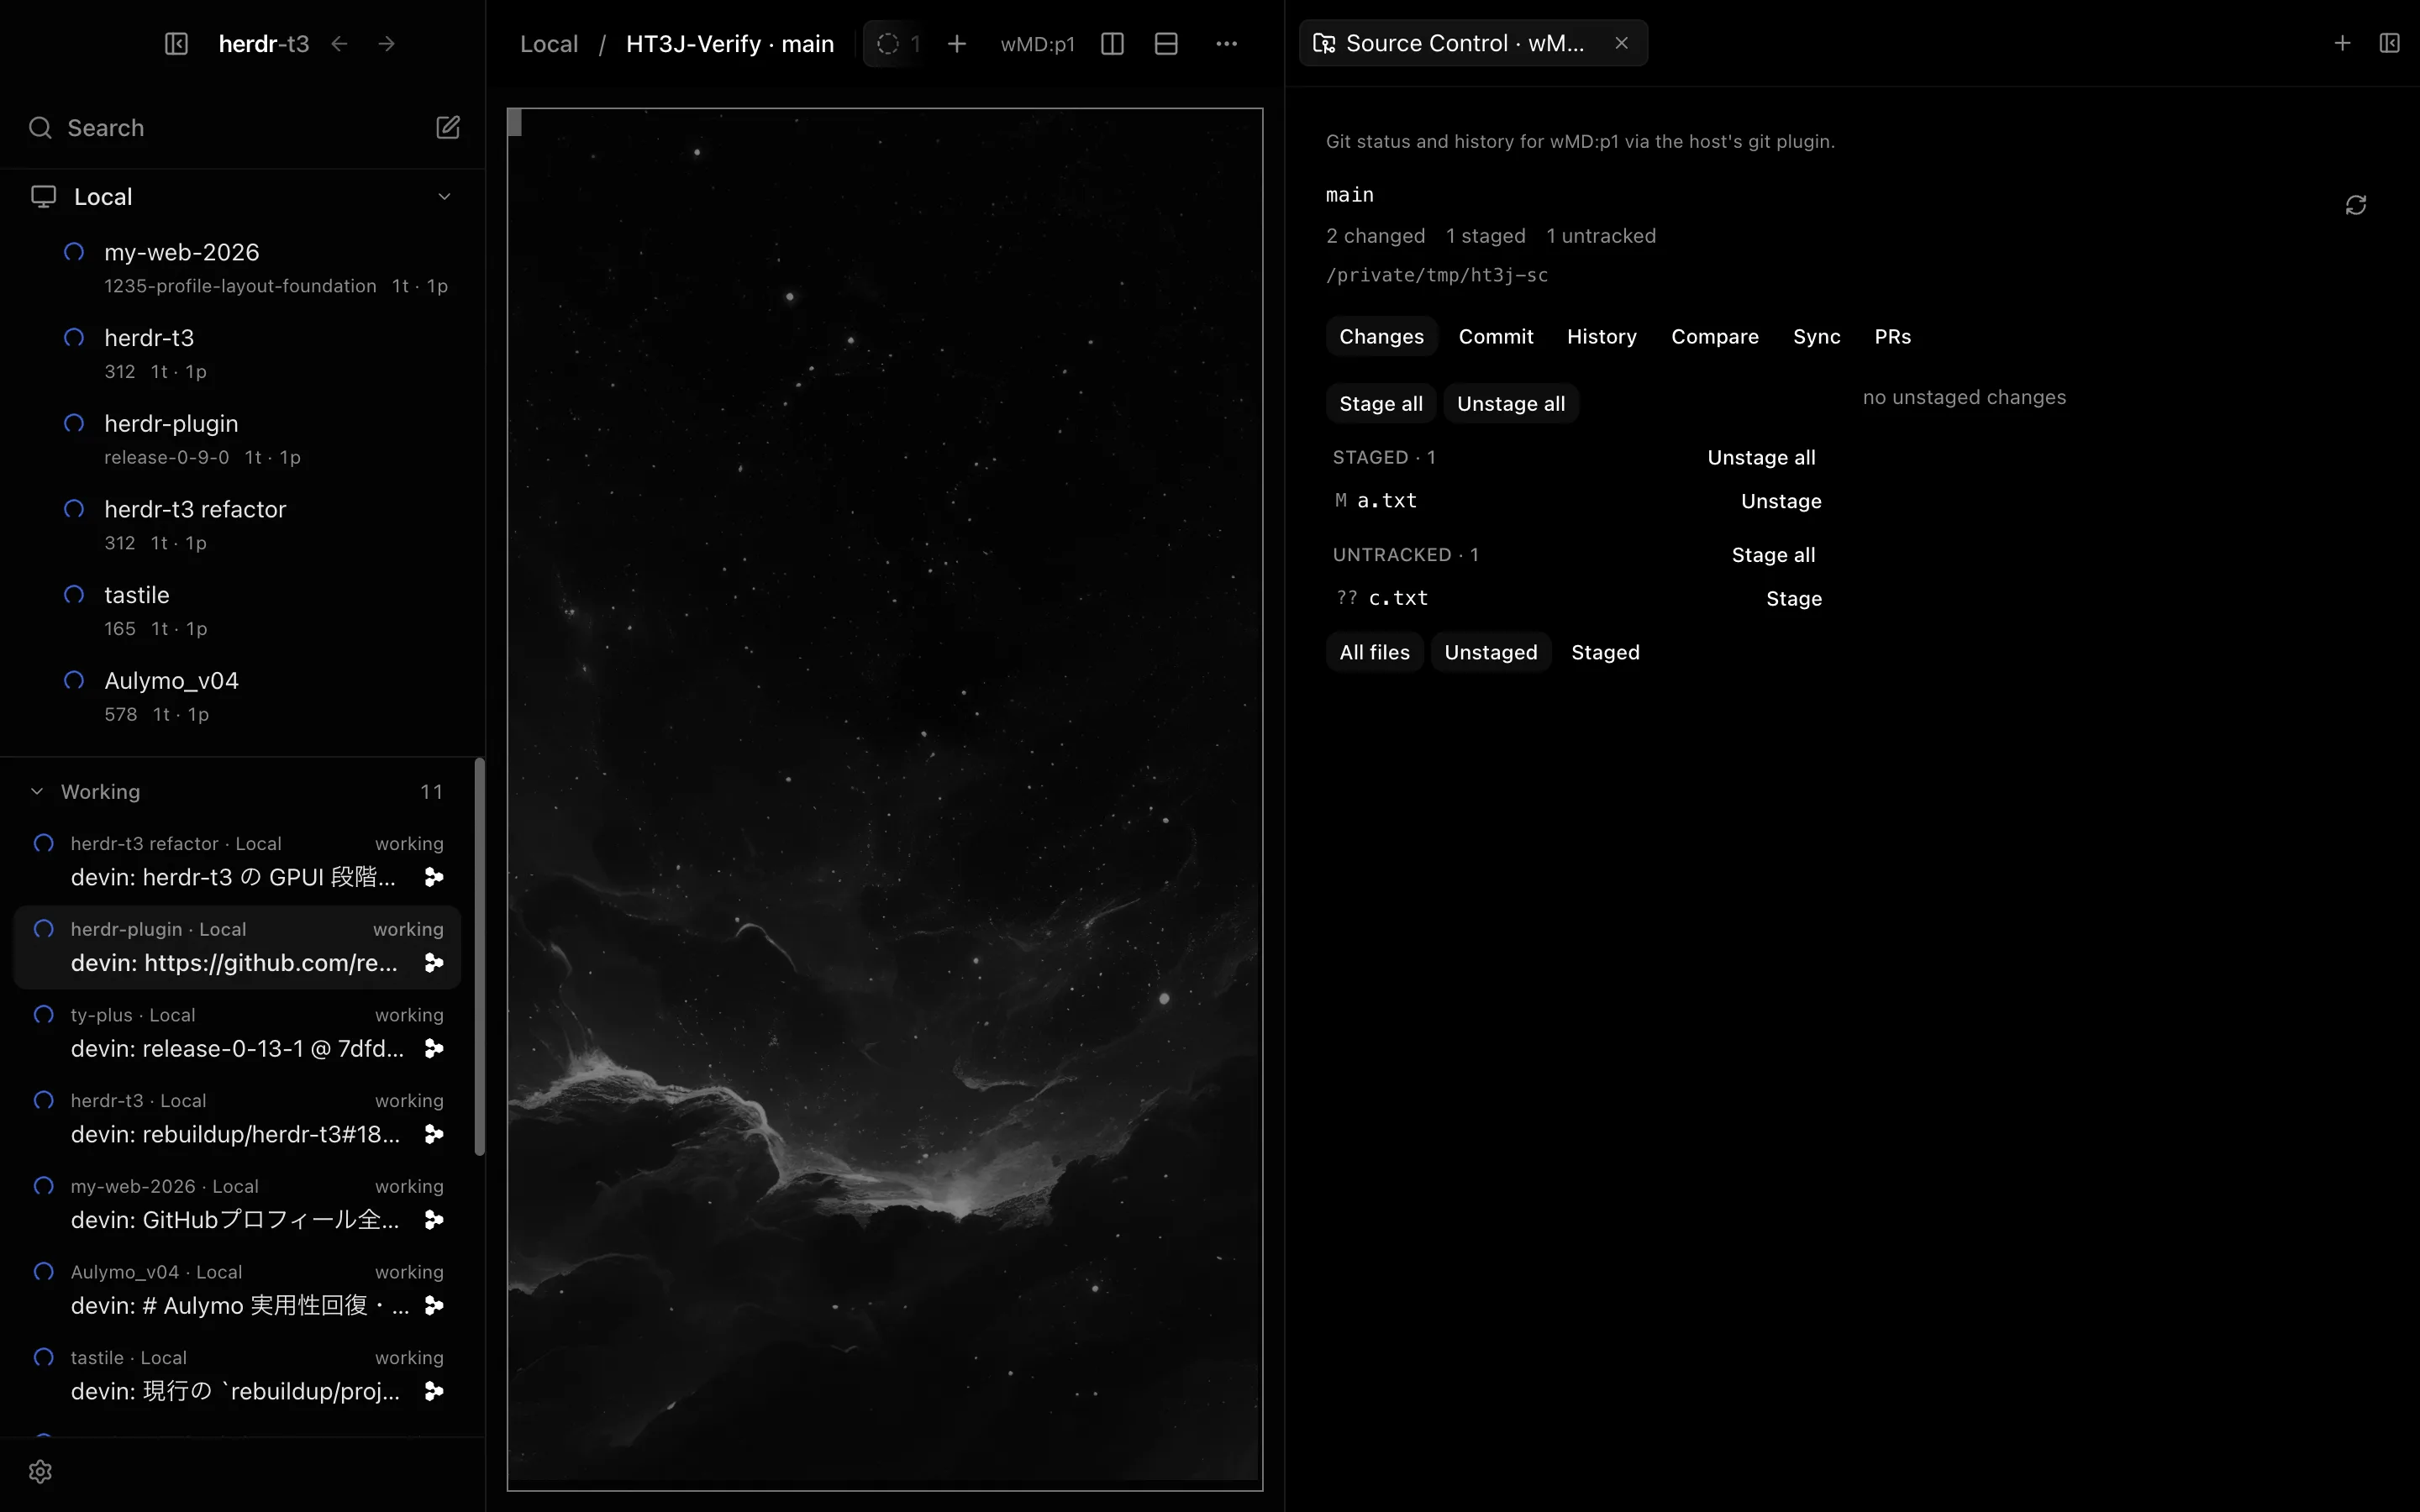 herdr-t3
Search
Local
my-web-2026
1235-profile-layout-foundation 1t · 1p
herdr-t3
312 1t · 1p
herdr-plugin
release-0-9-0 1t · 1p
herdr-t3 refactor
312 1t · 1p
tastile
165 1t · 1p
Aulymo_v04
578 1t · 1p
Working 11
herdr-t3 refactor · Local working
devin: herdr-t3 の GPUI 段階...
herdr-plugin · Local working
devin: https://github.com/re...
ty-plus · Local working
devin: release-0-13-1 @ 7dfd...
herdr-t3 · Local working
devin: rebuildup/herdr-t3#18...
my-web-2026 · Local working
devin: GitHubプロフィール全...
Aulymo_v04 · Local working
devin: # Aulymo 実用性回復・...
tastile · Local working
devin: 現行の `rebuildup/proj...
Local / HT3J-Verify · main 1 wMD:p1
Source Control · wM...
Git status and history for wMD:p1 via the host's git plugin.
main
2 changed 1 staged 1 untracked
/private/tmp/ht3j-sc
Changes Commit History Compare Sync PRs
Stage all Unstage all
STAGED · 1 Unstage all
M a.txt Unstage
UNTRACKED · 1 Stage all
?? c.txt Stage
All files Unstaged Staged
no unstaged changes